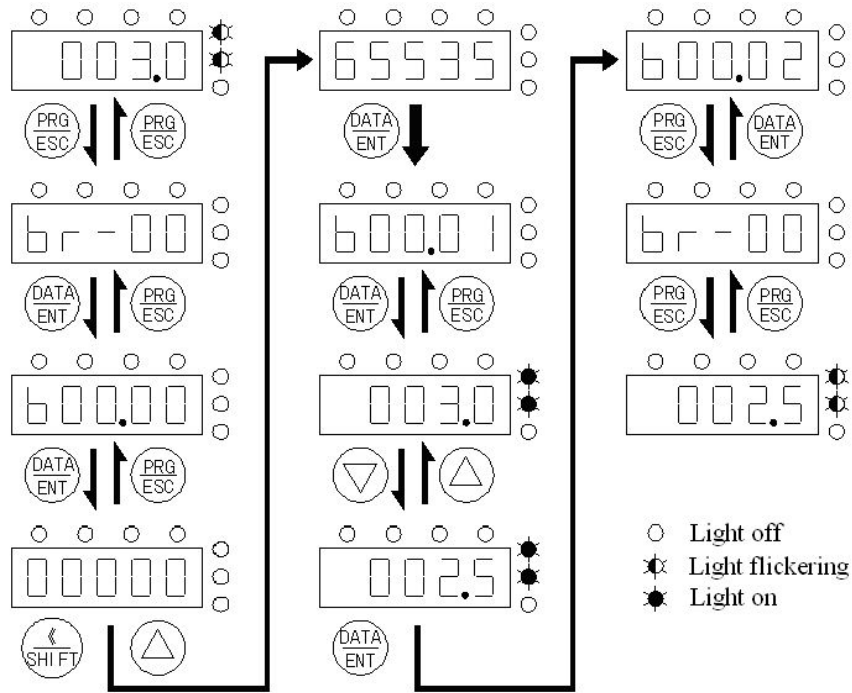 003.0
PRG
ESC
PRG
ESC
br-00
DATA
ENT
PRG
ESC
b00.00
DATA
ENT
PRG
ESC
00000
《
SHIFT
65535
DATA
ENT
b00.01
DATA
ENT
PRG
ESC
003.0
002.5
DATA
ENT
b00.02
PRG
ESC
DATA
ENT
br-00
PRG
ESC
PRG
ESC
002.5
Light off
Light flickering
Light on